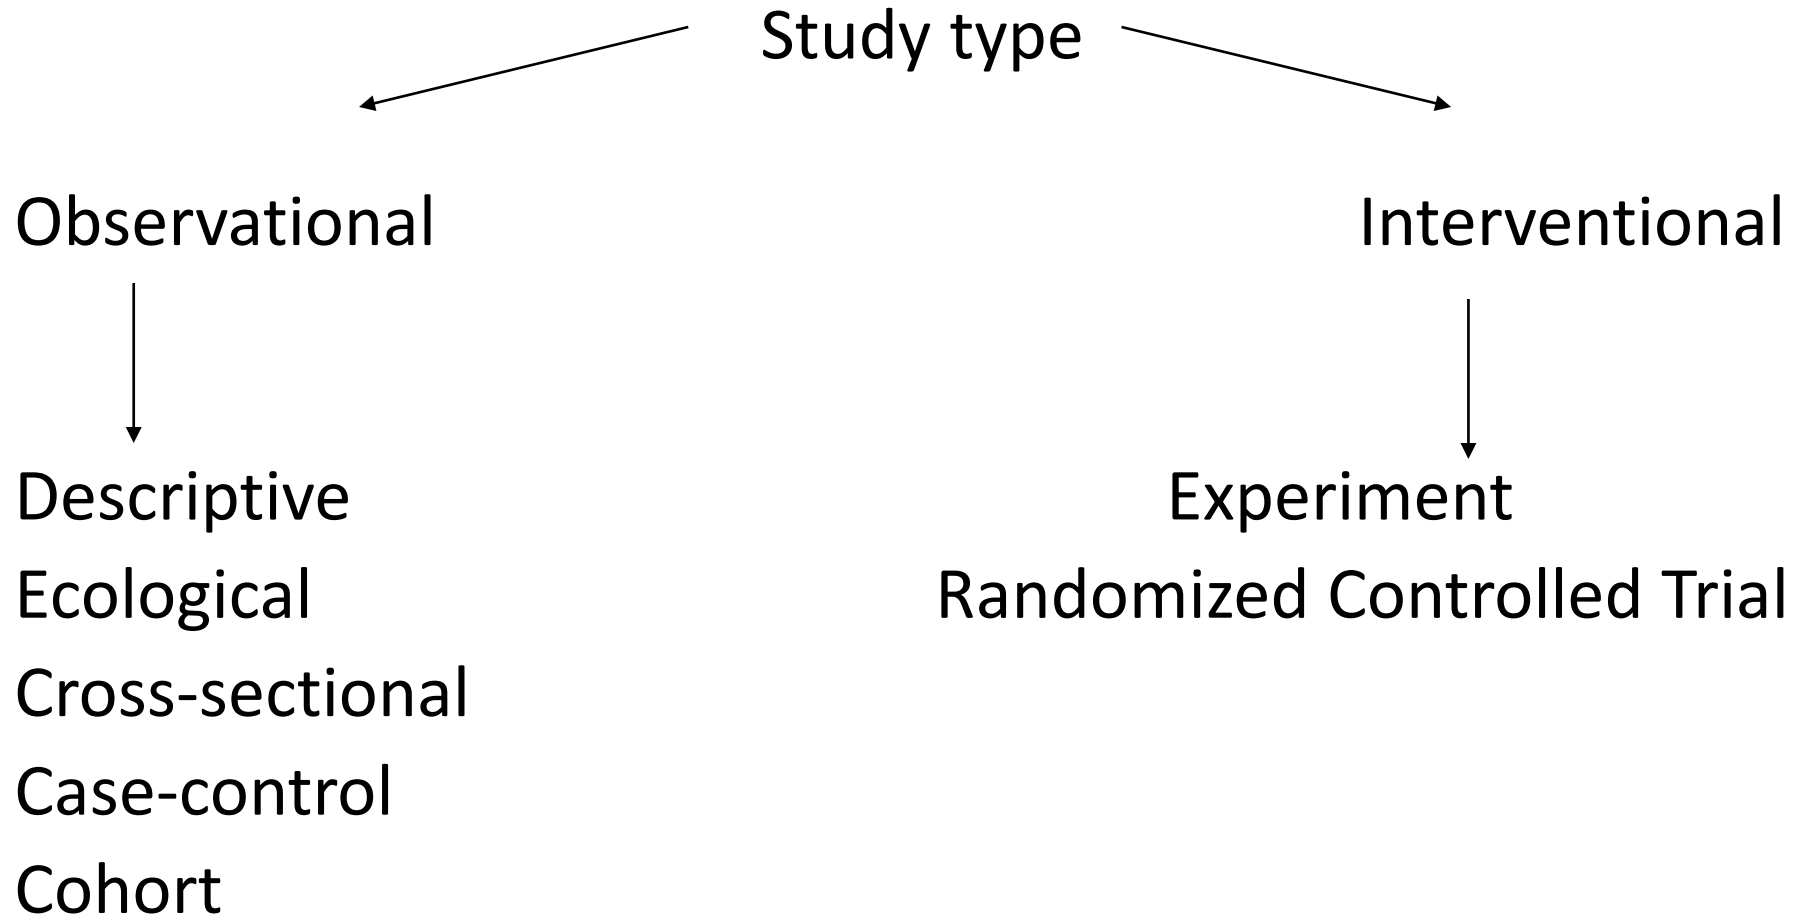 Study type
Observational
Interventional
Descriptive
Ecological
Cross-sectional
Case-control
Cohort
Experiment
Randomized Controlled Trial